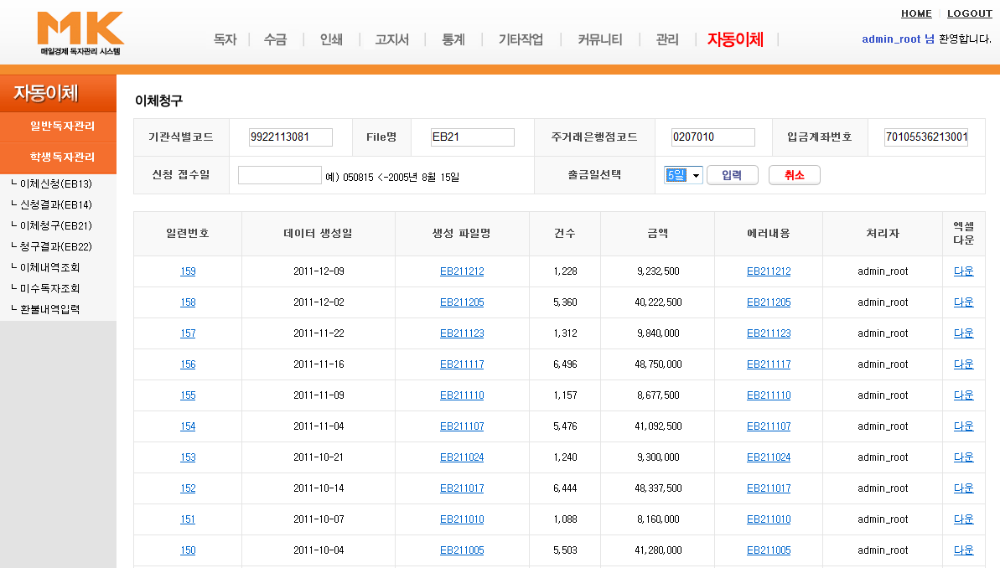 HOME LOGOUT
MK
매일경제 독자관리 시스템
독자 수금 인쇄 고지서 통계 기타작업 커뮤니티 관리 자동이체
admin_root 님 환영합니다.
자동이체
일반독자관리
학생독자관리
└ 이체신청(EB13)
└ 신청결과(EB14)
└ 이체청구(EB21)
└ 청구결과(EB22)
└ 이체내역조회
└ 미수독자조회
└ 환불내역입력
이체청구
기관식별코드 9922113081 File명 EB21 주거래은행점코드 0207010 입금계좌번호 70105536213001
신청 접수일 예) 050815 <-2005년 8월 15일 출금일선택 5일 입력 취소
일련번호 데이터 생성일 생성 파일명 건수 금액 에러내용 처리자 엑셀
다운
159 2011-12-09 EB211212 1,228 9,232,500 EB211212 admin_root 다운
158 2011-12-02 EB211205 5,360 40,222,500 EB211205 admin_root 다운
157 2011-11-22 EB211123 1,312 9,840,000 EB211123 admin_root 다운
156 2011-11-16 EB211117 6,496 48,750,000 EB211117 admin_root 다운
155 2011-11-09 EB211110 1,157 8,677,500 EB211110 admin_root 다운
154 2011-11-04 EB211107 5,476 41,092,500 EB211107 admin_root 다운
153 2011-10-21 EB211024 1,240 9,300,000 EB211024 admin_root 다운
152 2011-10-14 EB211017 6,444 48,337,500 EB211017 admin_root 다운
151 2011-10-07 EB211010 1,088 8,160,000 EB211010 admin_root 다운
150 2011-10-04 EB211005 5,503 41,280,000 EB211005 admin_root 다운